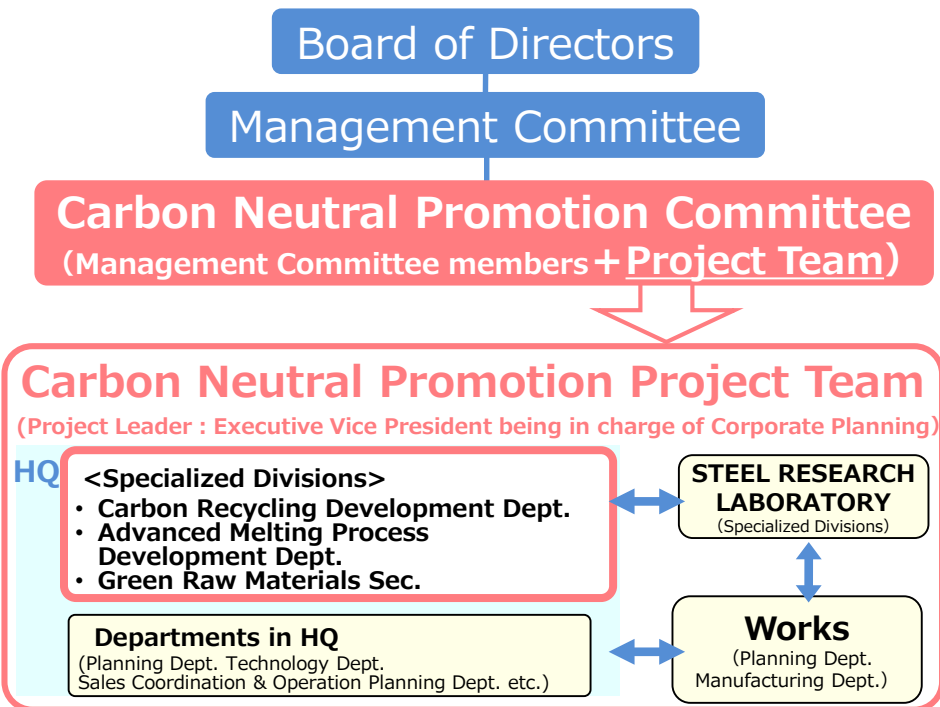 Board of Directors
Management Committee
Carbon Neutral Promotion Committee
(Management Committee members+Project Team)
Carbon Neutral Promotion Project Team
(Project Leader : Executive Vice President being in charge of Corporate Planning)
HQ
<Specialized Divisions>
・ Carbon Recycling Development Dept.
・ Advanced Melting Process
Development Dept.
・ Green Raw Materials Sec.
STEEL RESEARCH
LABORATORY
(Specialized Divisions)
Departments in HQ
(Planning Dept. Technology Dept.
Sales Coordination & Operation Planning Dept. etc.)
Works
(Planning Dept.
Manufacturing Dept.)